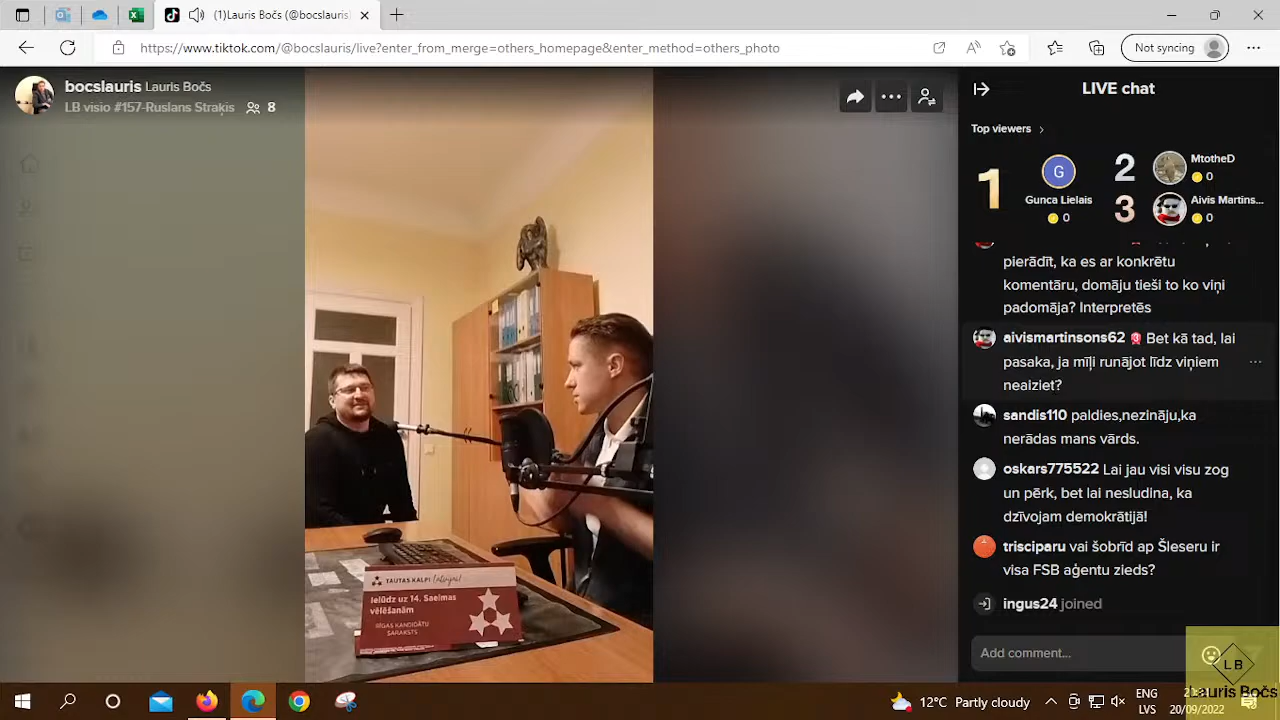 (1)Lauris Bočs (@bocslauris
https://www.tiktok.com/@bocslauris/live?enter_from_merge=others_homepage&enter_method=others_photo
Not syncing
bocslauris Lauris Bočs
LB visio #157-Ruslans Straķis 8
LIVE chat
Top viewers
1
G
Gunce Lielais
0
2
MtotheD
0
3
Aivis Martins...
0
pierādīt, ka es ar konkrētu
komentāru, domāju tieši to ko viņi
padomāja? Interpretēs
aivismartinsons62 Bet kā tad, lai
pasaka, ja mīļi runājot līdz viņiem
neaiziet?
sandis110 paldies,nezināju,ka
nerādas mans vārds.
oskars775522 Lai jau visi visu zog
un pērk, bet lai nesludina, ka
dzīvojam demokrātijā!
trisciparu vai šobrīd ap Šleseru ir
visa FSB aģentu zieds?
ingus24 joined
Add comment...
TAUTAS KALPI Latvijai!
Ielūdz uz 14. Saeimas
vēlēšanām
RĪGAS KANDIDĀTU
SARAKSTS
LB
Lauris Bočs
12°C Partly cloudy
ENG
LVS
20/09/2022